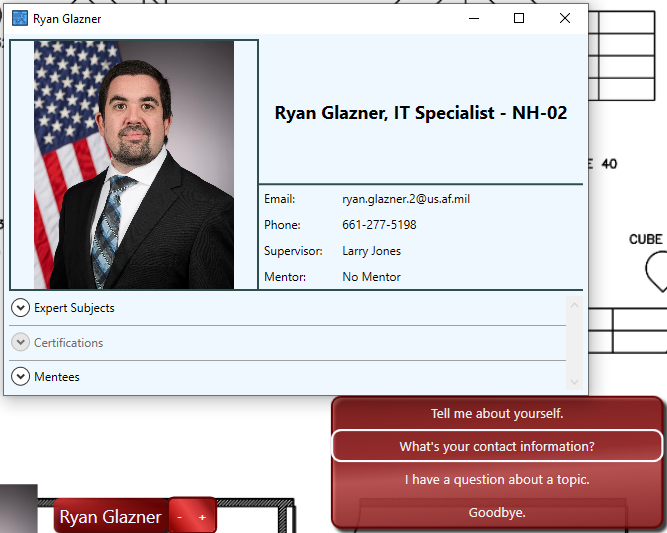 Ryan Glazner
Ryan Glazner, IT Specialist - NH-02
Email: ryan.glazner.2@us.af.mil
Phone: 661-277-5198
Supervisor: Larry Jones
Mentor: No Mentor
Expert Subjects
Certifications
Mentees
40
CUBE
Tell me about yourself.
What's your contact information?
I have a question about a topic.
Goodbye.
Ryan Glazner - +